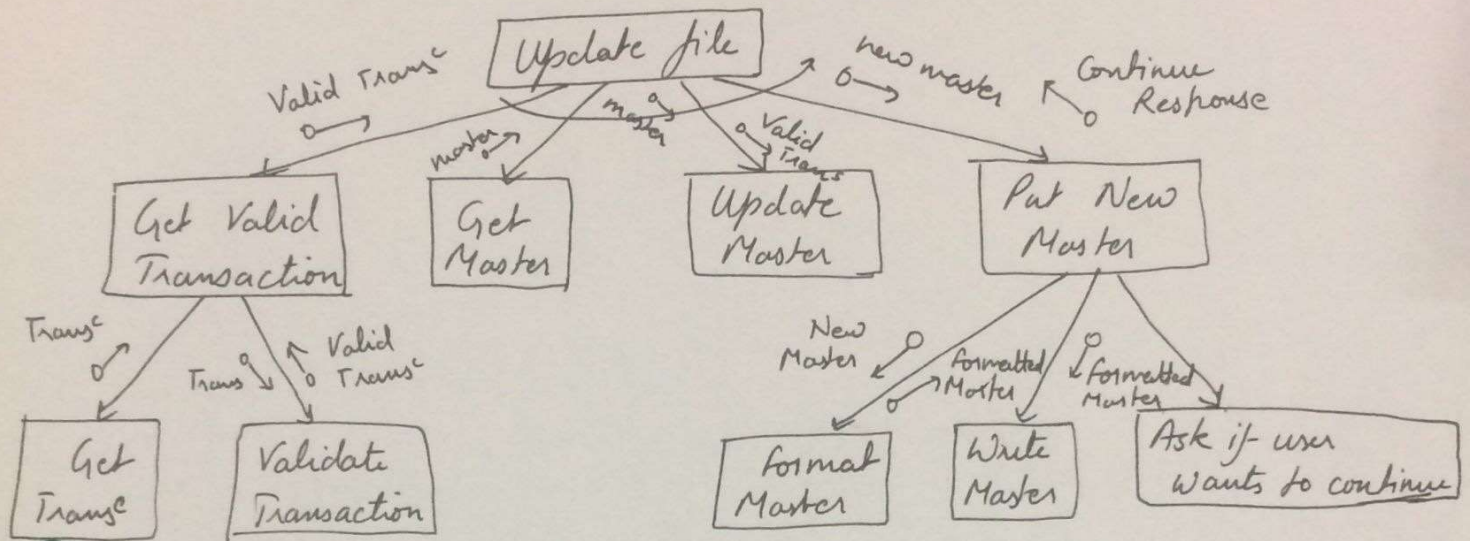 Update file
Valid Transᶜ
new master
Continue
Response
master
master
Valid
Trans
Get Valid
Transaction
Get
Master
Update
Master
Put New
Master
Transᶜ
Trans
Valid
Transᶜ
New
Master
formatted
Master
formatted
Master
Get
Transᶜ
Validate
Transaction
format
Master
Write
Master
Ask if user
wants to continue